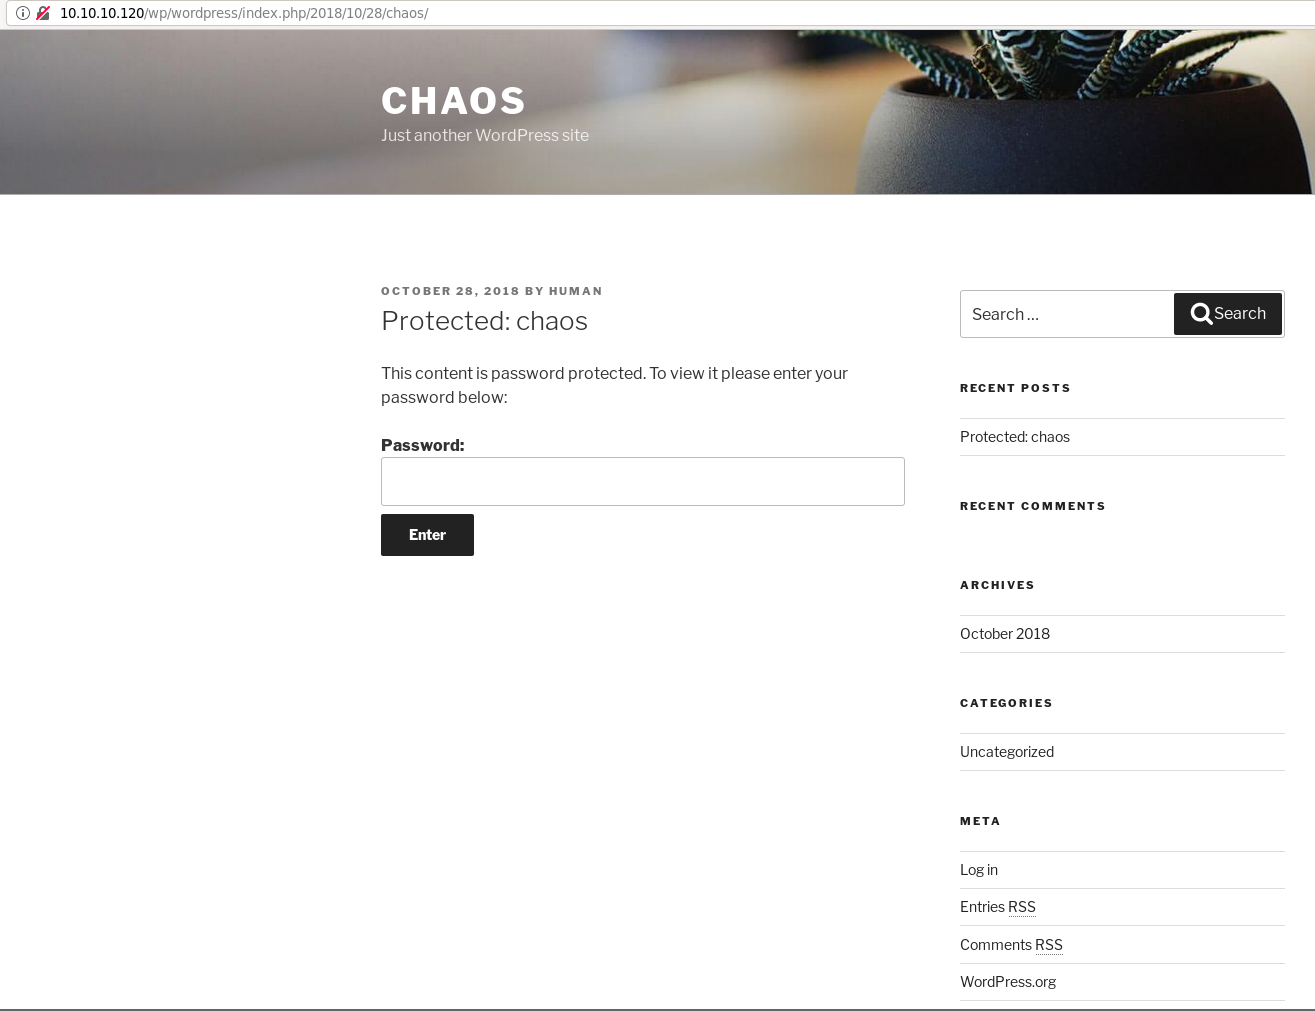 10.10.10.120/wp/wordpress/index.php/2018/10/28/chaos/
CHAOS
Just another WordPress site
OCTOBER 28, 2018 BY HUMAN
Protected: chaos
This content is password protected. To view it please enter your
password below:
Password:
Enter
Search …
Search
RECENT POSTS
Protected: chaos
RECENT COMMENTS
ARCHIVES
October 2018
CATEGORIES
Uncategorized
META
Log in
Entries RSS
Comments RSS
WordPress.org